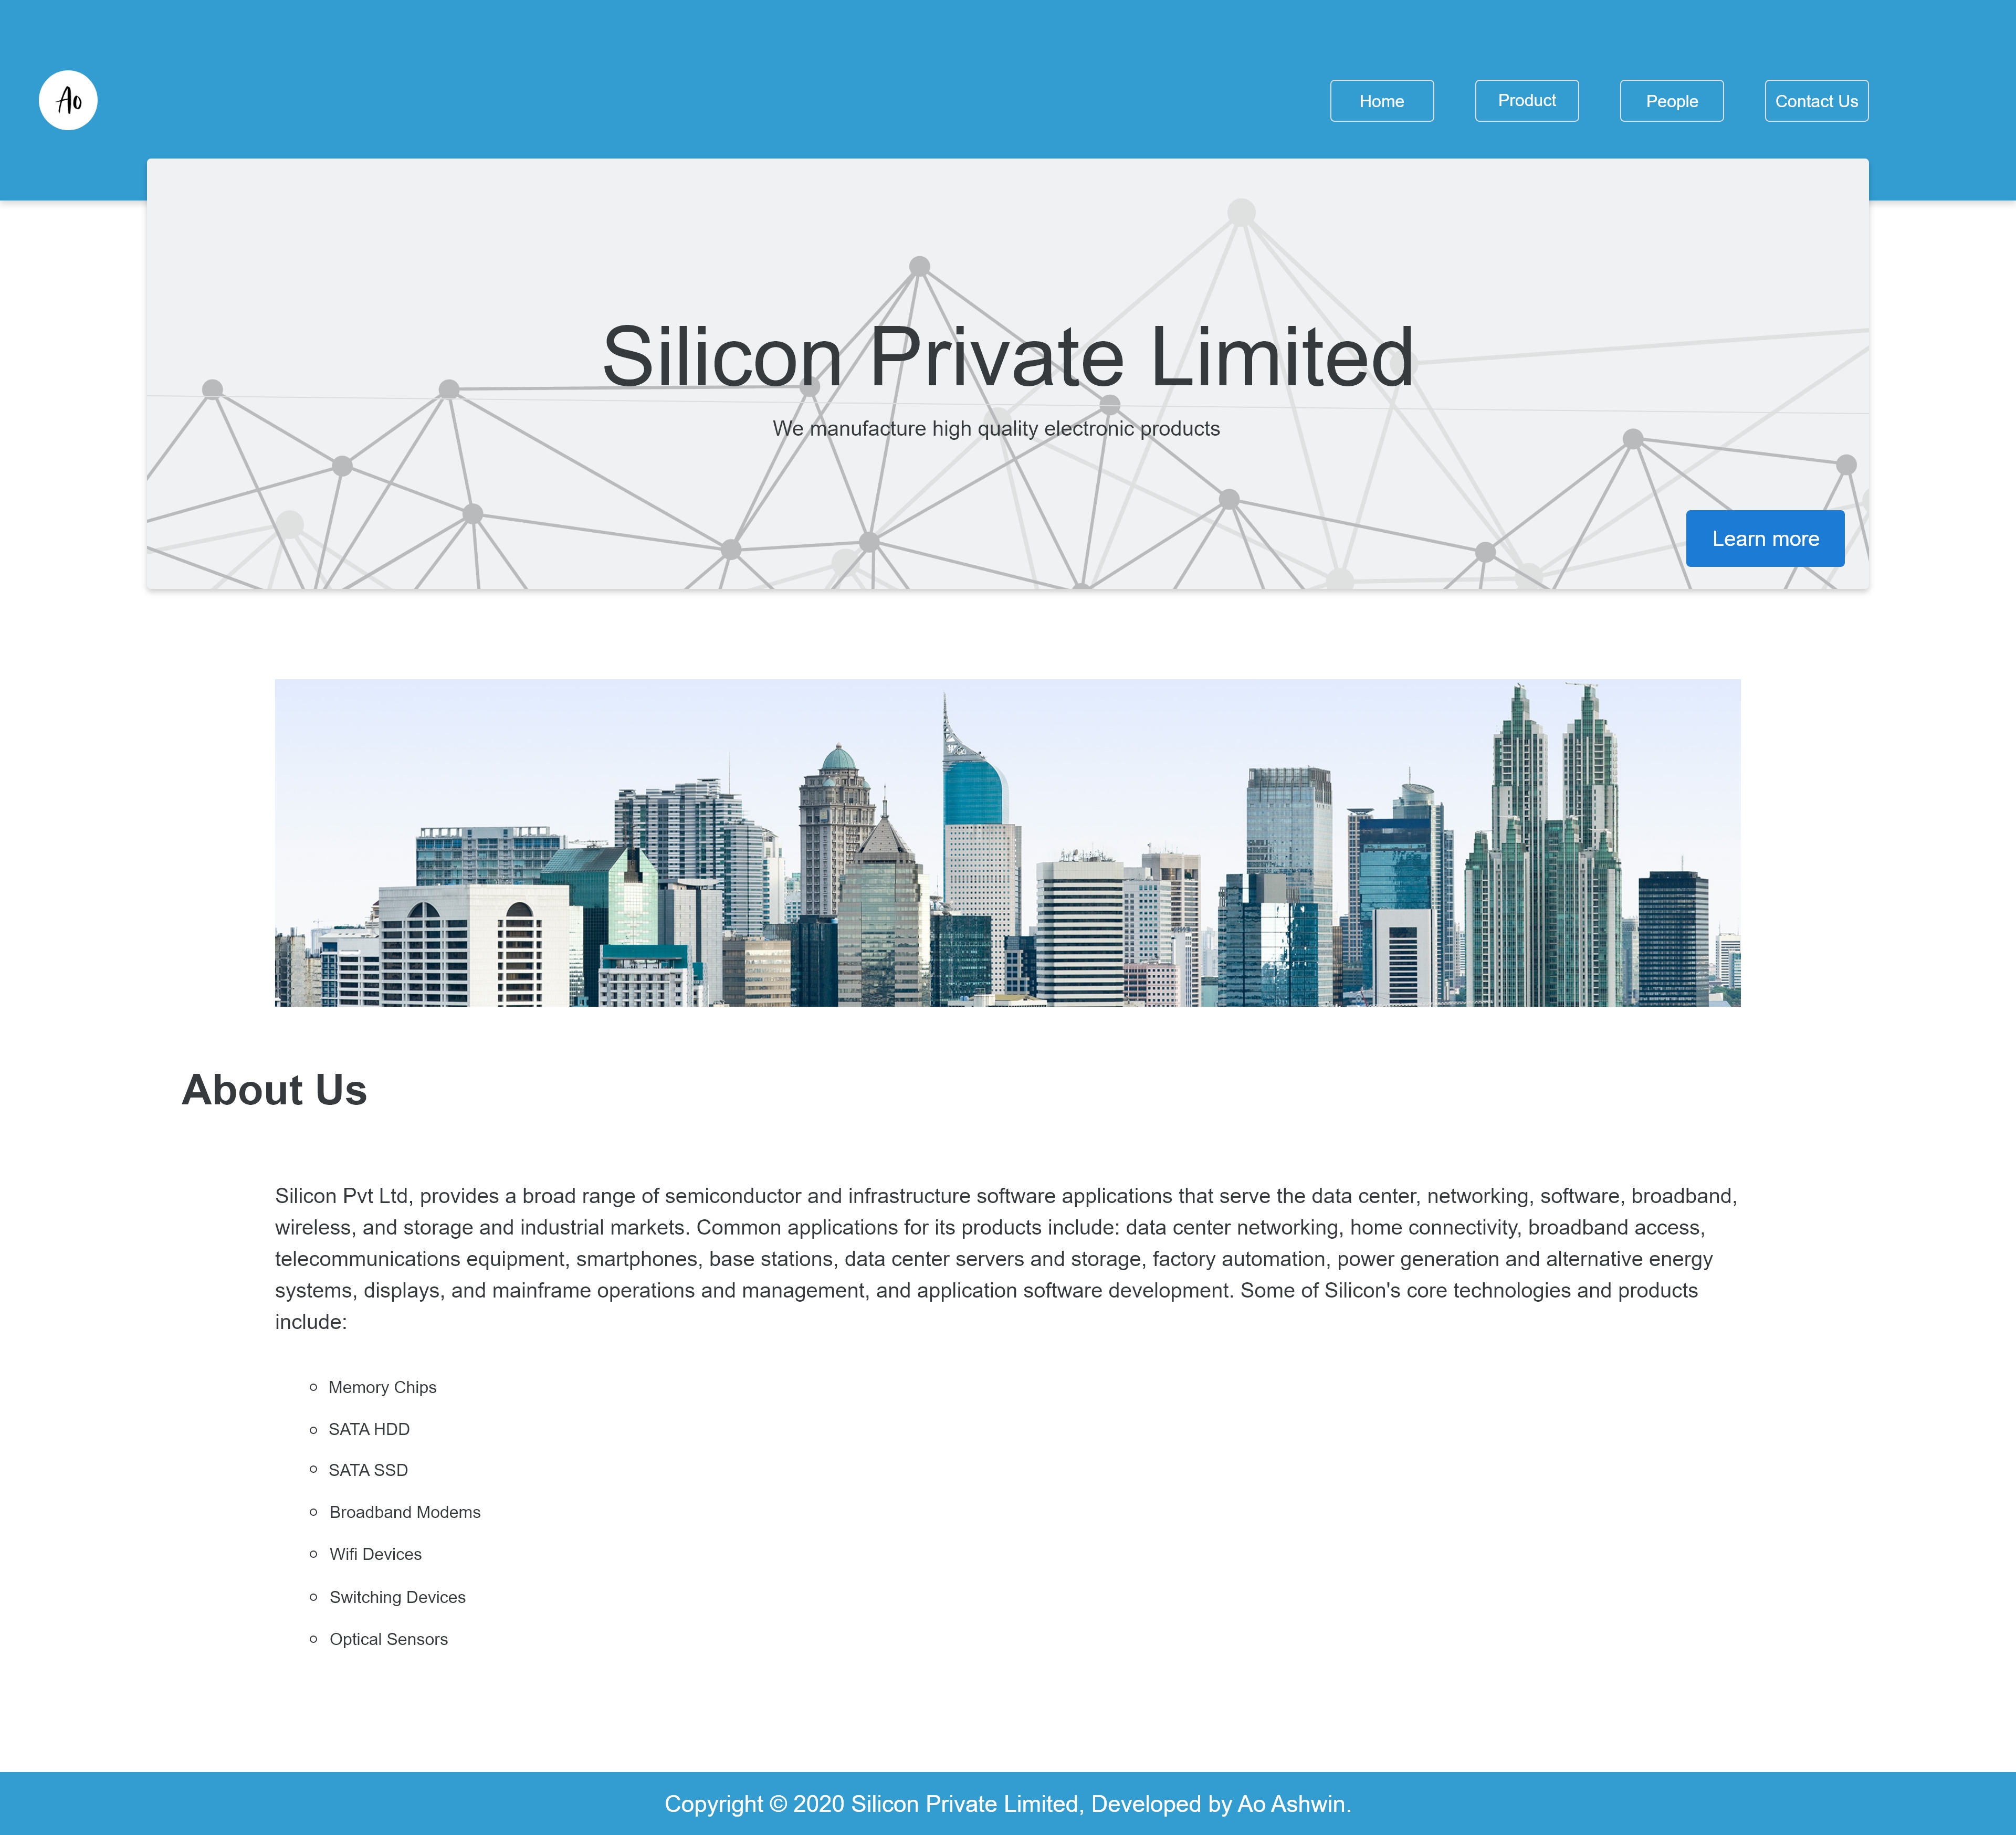 Ao
Home
Product
People
Contact Us
Silicon Private Limited
We manufacture high quality electronic products
Learn more
About Us
Silicon Pvt Ltd, provides a broad range of semiconductor and infrastructure software applications that serve the data center, networking, software, broadband,
wireless, and storage and industrial markets. Common applications for its products include: data center networking, home connectivity, broadband access,
telecommunications equipment, smartphones, base stations, data center servers and storage, factory automation, power generation and alternative energy
systems, displays, and mainframe operations and management, and application software development. Some of Silicon's core technologies and products
include:
Memory Chips
SATA HDD
SATA SSD
Broadband Modems
Wifi Devices
Switching Devices
Optical Sensors
Copyright © 2020 Silicon Private Limited, Developed by Ao Ashwin.